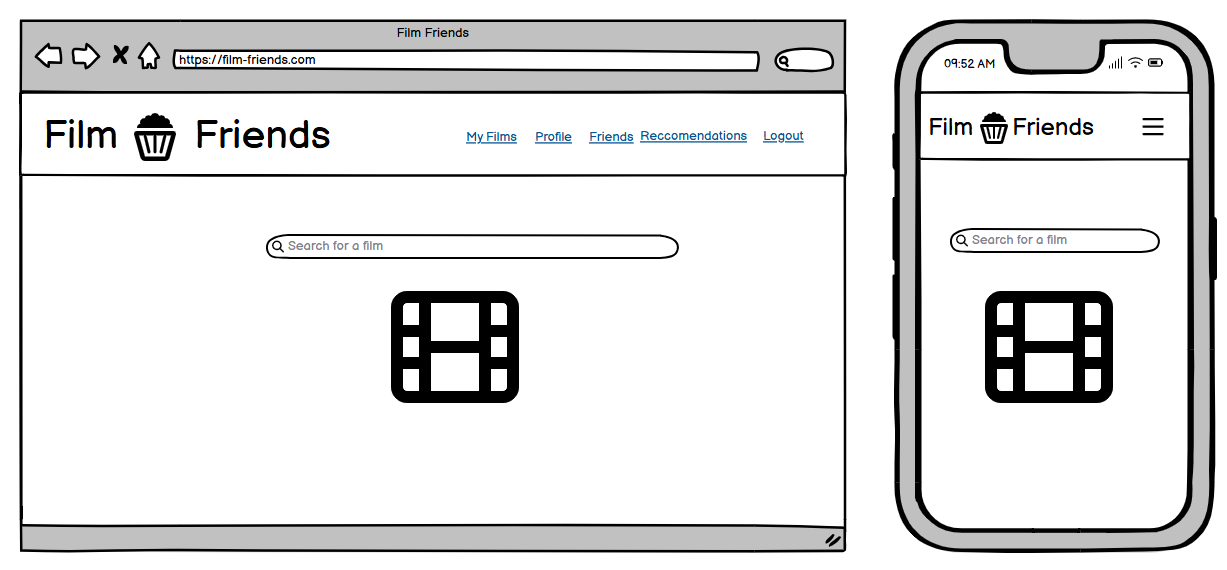 Film Friends
https://film-friends.com
Film Friends
My Films Profile Friends Reccomendations Logout
Search for a film
09:52 AM
Film Friends
Search for a film